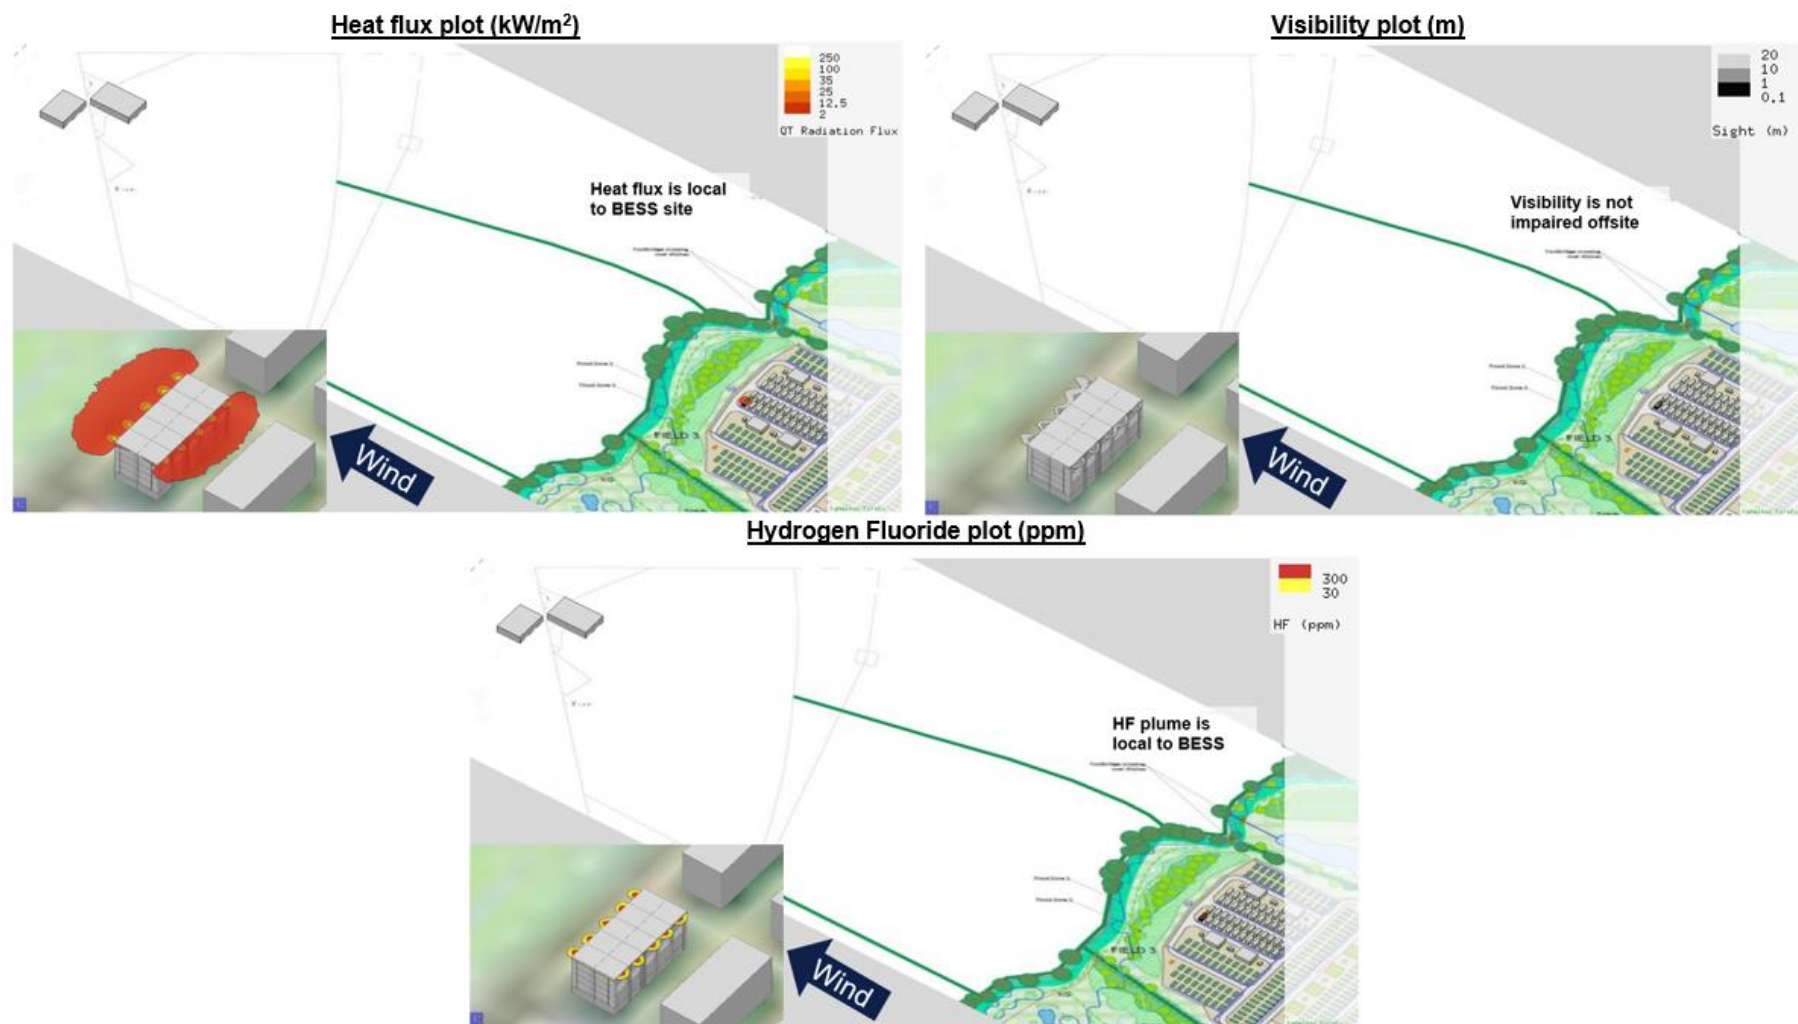 Heat flux plot (kW/m²)
250
100
35
25
12.5
2
QT Radiation Flux
Heat flux is local
to BESS site
FIELD 3
Wind
Visibility plot (m)
20
10
1
0.1
Sight (m)
Visibility is not
impaired offsite
FIELD 3
Wind
Hydrogen Fluoride plot (ppm)
300
30
HF (ppm)
HF plume is
local to BESS
FIELD 3
Wind